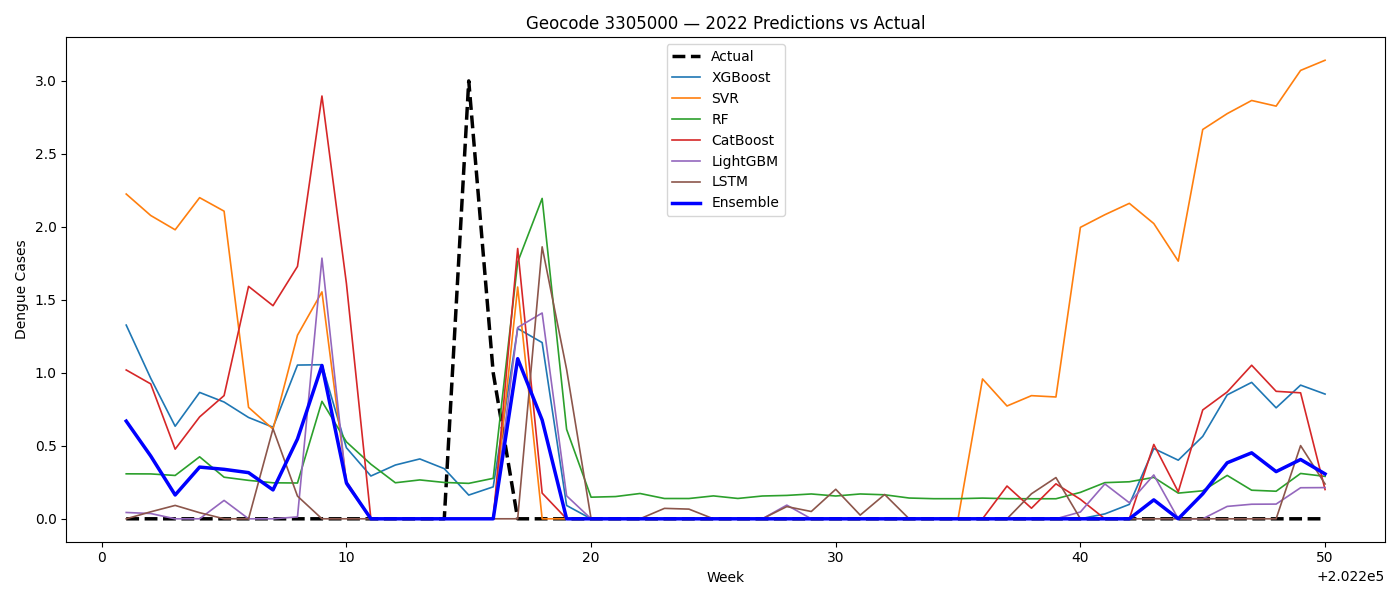 Geocode 3305000 — 2022 Predictions vs Actual
Dengue Cases
3.0
2.5
2.0
1.5
1.0
0.5
0.0
Actual
XGBoost
SVR
RF
CatBoost
LightGBM
LSTM
Ensemble
0 10 20 30 40 50
+2.022e5
Week